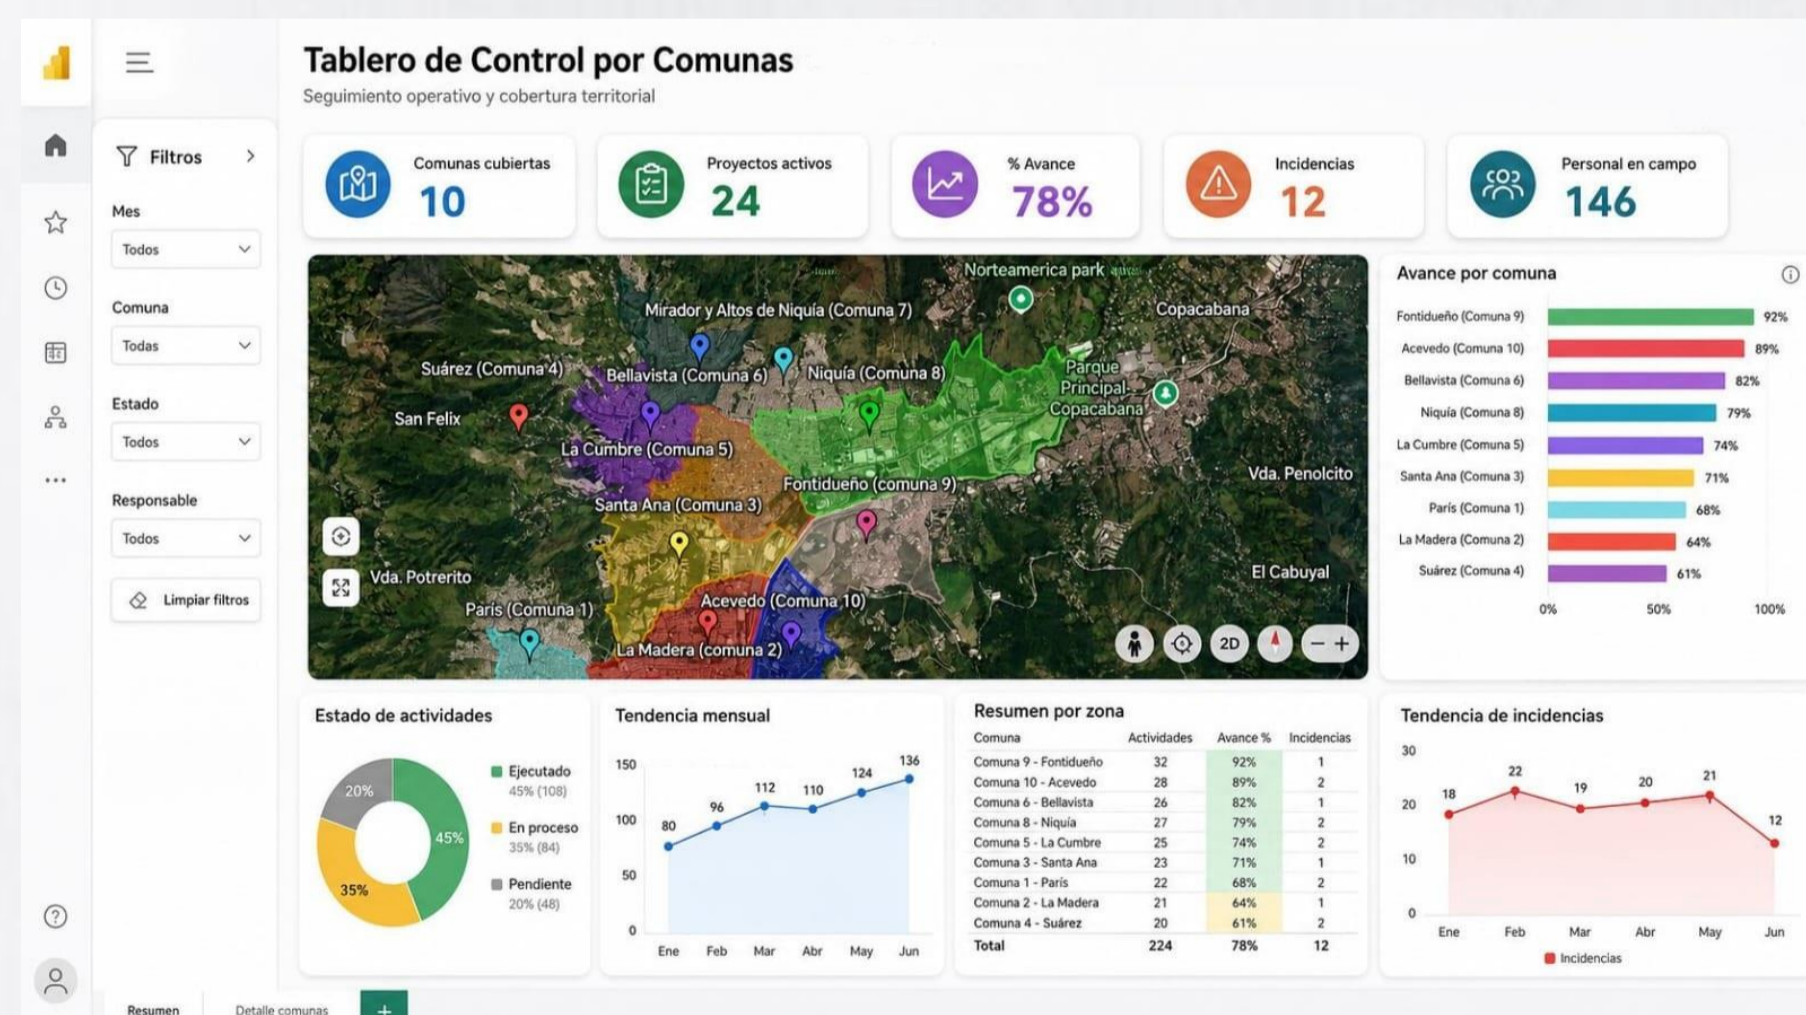 Tablero de Control por Comunas
Seguimiento operativo y cobertura territorial
Filtros
Mes
Todos
Comuna
Todas
Estado
Todos
Responsable
Todos
Limpiar filtros
Comunas cubiertas
10
Proyectos activos
24
% Avance
78%
Incidencias
12
Personal en campo
146
Norteamerica park
Mirador y Altos de Niquía (Comuna 7)
Copacabana
Suárez (Comuna 4)
Bellavista (Comuna 6)
Niquía (Comuna 8)
Parque
Principal-
Copacabana
San Felix
La Cumbre (Comuna 5)
Vda. Penolcito
Fontidueño (comuna 9)
Santa Ana (Comuna 3)
Vda. Potrerito
El Cabuyal
París (Comuna 1)
Acevedo (Comuna 10)
La Madera (comuna 2)
2D
Avance por comuna
Fontidueño (Comuna 9) 92%
Acevedo (Comuna 10) 89%
Bellavista (Comuna 6) 82%
Niquía (Comuna 8) 79%
La Cumbre (Comuna 5) 74%
Santa Ana (Comuna 3) 71%
París (Comuna 1) 68%
La Madera (Comuna 2) 64%
Suárez (Comuna 4) 61%
0% 50% 100%
Estado de actividades
20%
45%
35%
Ejecutado
45% (108)
En proceso
35% (84)
Pendiente
20% (48)
Tendencia mensual
150
100
50
0
80 96 112 110 124 136
Ene Feb Mar Abr May Jun
Resumen por zona
Comuna Actividades Avance % Incidencias
Comuna 9 - Fontidueño 32 92% 1
Comuna 10 - Acevedo 28 89% 2
Comuna 6 - Bellavista 26 82% 1
Comuna 8 - Niquía 27 79% 2
Comuna 5 - La Cumbre 25 74% 2
Comuna 3 - Santa Ana 23 71% 1
Comuna 1 - París 22 68% 2
Comuna 2 - La Madera 21 64% 1
Comuna 4 - Suárez 20 61% 2
Total 224 78% 12
Tendencia de incidencias
30
20
10
0
18 22 19 20 21 12
Ene Feb Mar Abr May Jun
Incidencias
Resumen
Detalle comunas
+